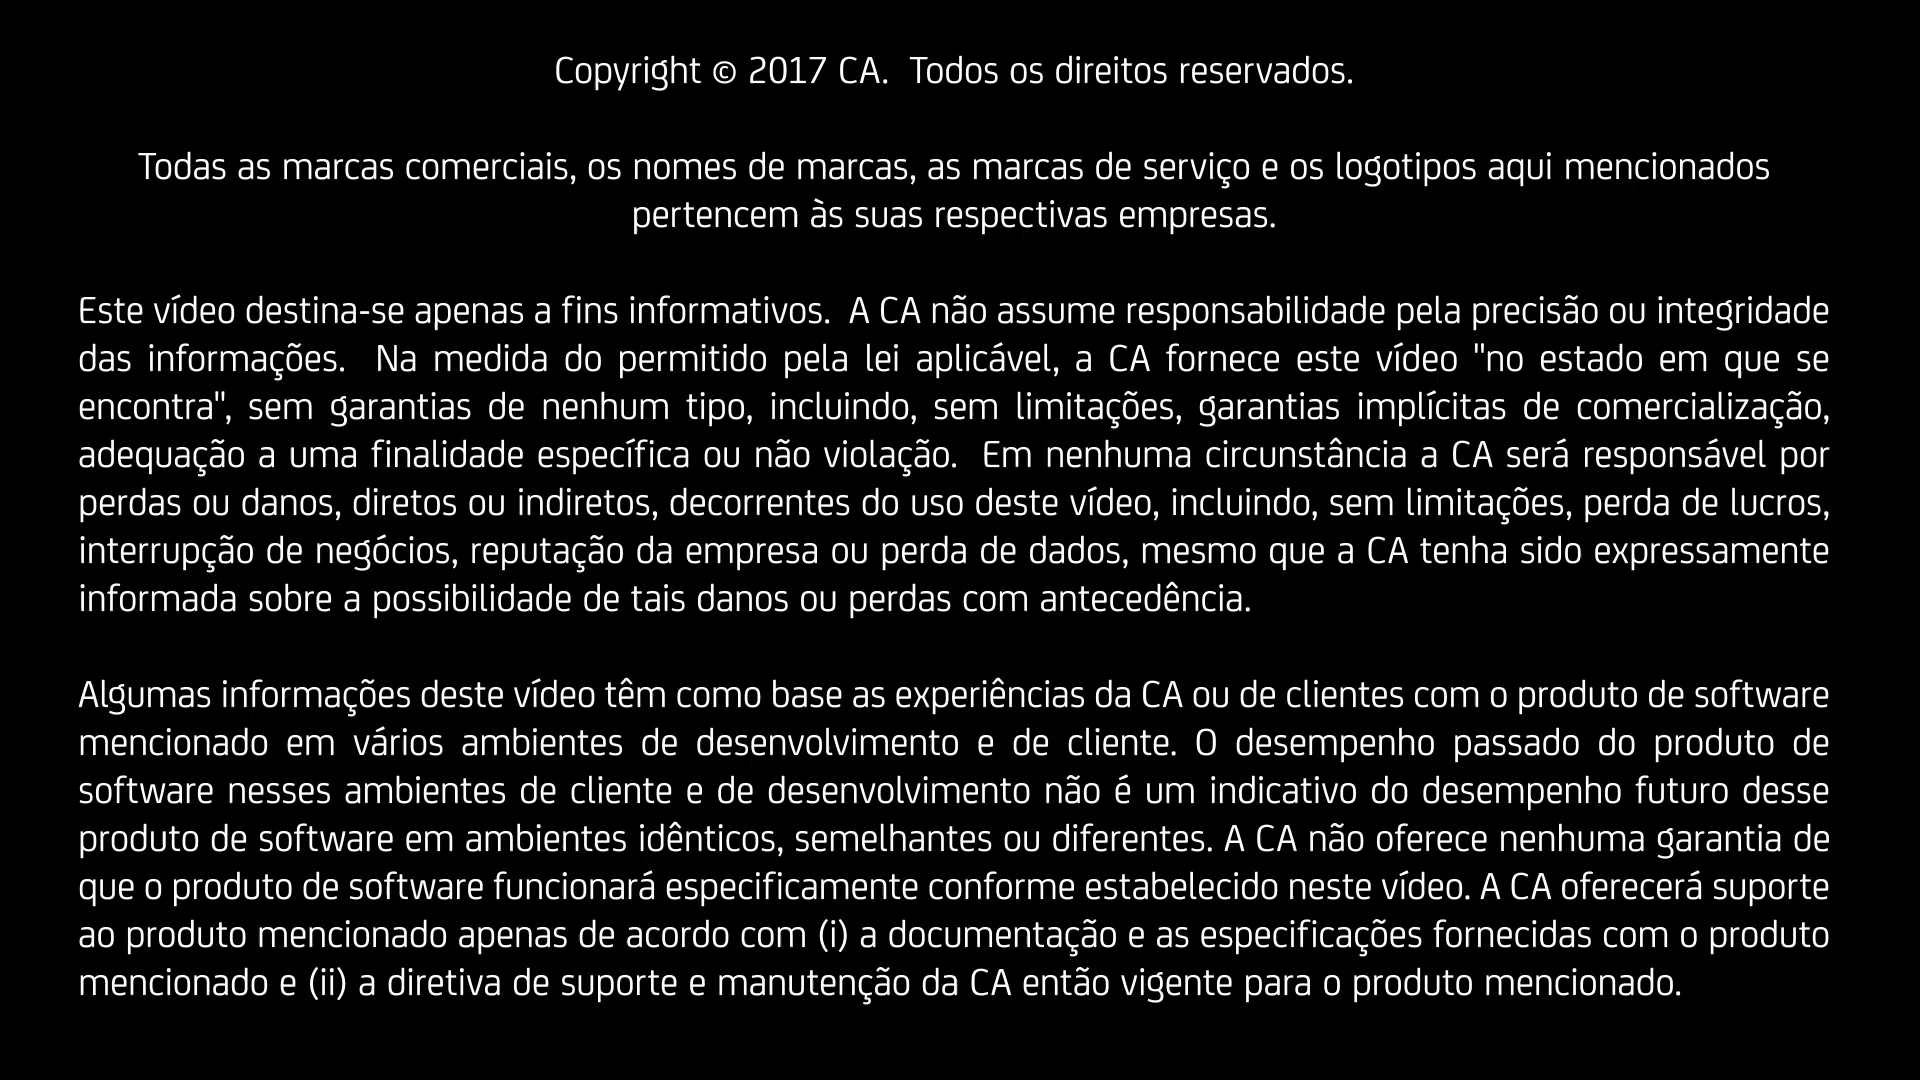 Copyright © 2017 CA.  Todos os direitos reservados.
Todas as marcas comerciais, os nomes de marcas, as marcas de serviço e os logotipos aqui mencionados
pertencem às suas respectivas empresas.
Este vídeo destina-se apenas a fins informativos.  A CA não assume responsabilidade pela precisão ou integridade
das informações.  Na medida do permitido pela lei aplicável, a CA fornece este vídeo "no estado em que se
encontra", sem garantias de nenhum tipo, incluindo, sem limitações, garantias implícitas de comercialização,
adequação a uma finalidade específica ou não violação.  Em nenhuma circunstância a CA será responsável por
perdas ou danos, diretos ou indiretos, decorrentes do uso deste vídeo, incluindo, sem limitações, perda de lucros,
interrupção de negócios, reputação da empresa ou perda de dados, mesmo que a CA tenha sido expressamente
informada sobre a possibilidade de tais danos ou perdas com antecedência.
Algumas informações deste vídeo têm como base as experiências da CA ou de clientes com o produto de software
mencionado em vários ambientes de desenvolvimento e de cliente. O desempenho passado do produto de
software nesses ambientes de cliente e de desenvolvimento não é um indicativo do desempenho futuro desse
produto de software em ambientes idênticos, semelhantes ou diferentes. A CA não oferece nenhuma garantia de
que o produto de software funcionará especificamente conforme estabelecido neste vídeo. A CA oferecerá suporte
ao produto mencionado apenas de acordo com (i) a documentação e as especificações fornecidas com o produto
mencionado e (ii) a diretiva de suporte e manutenção da CA então vigente para o produto mencionado.